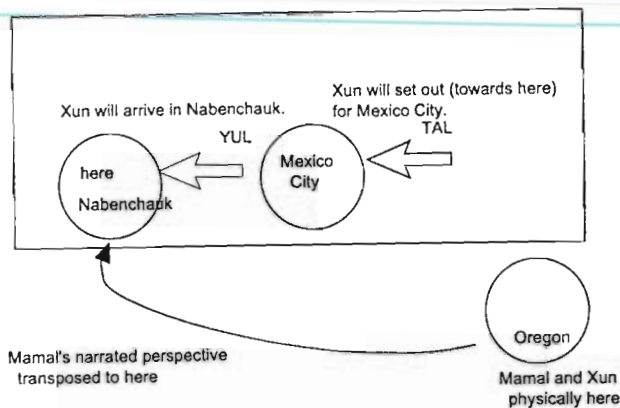 Xun will set out (towards here)
for Mexico City.
Xun will arrive in Nabenchauk.
TAL
YUL
here
Nabenchauk
Mexico
City
Oregon
Mamal's narrated perspective
transposed to here
Mamal and Xun
physically here